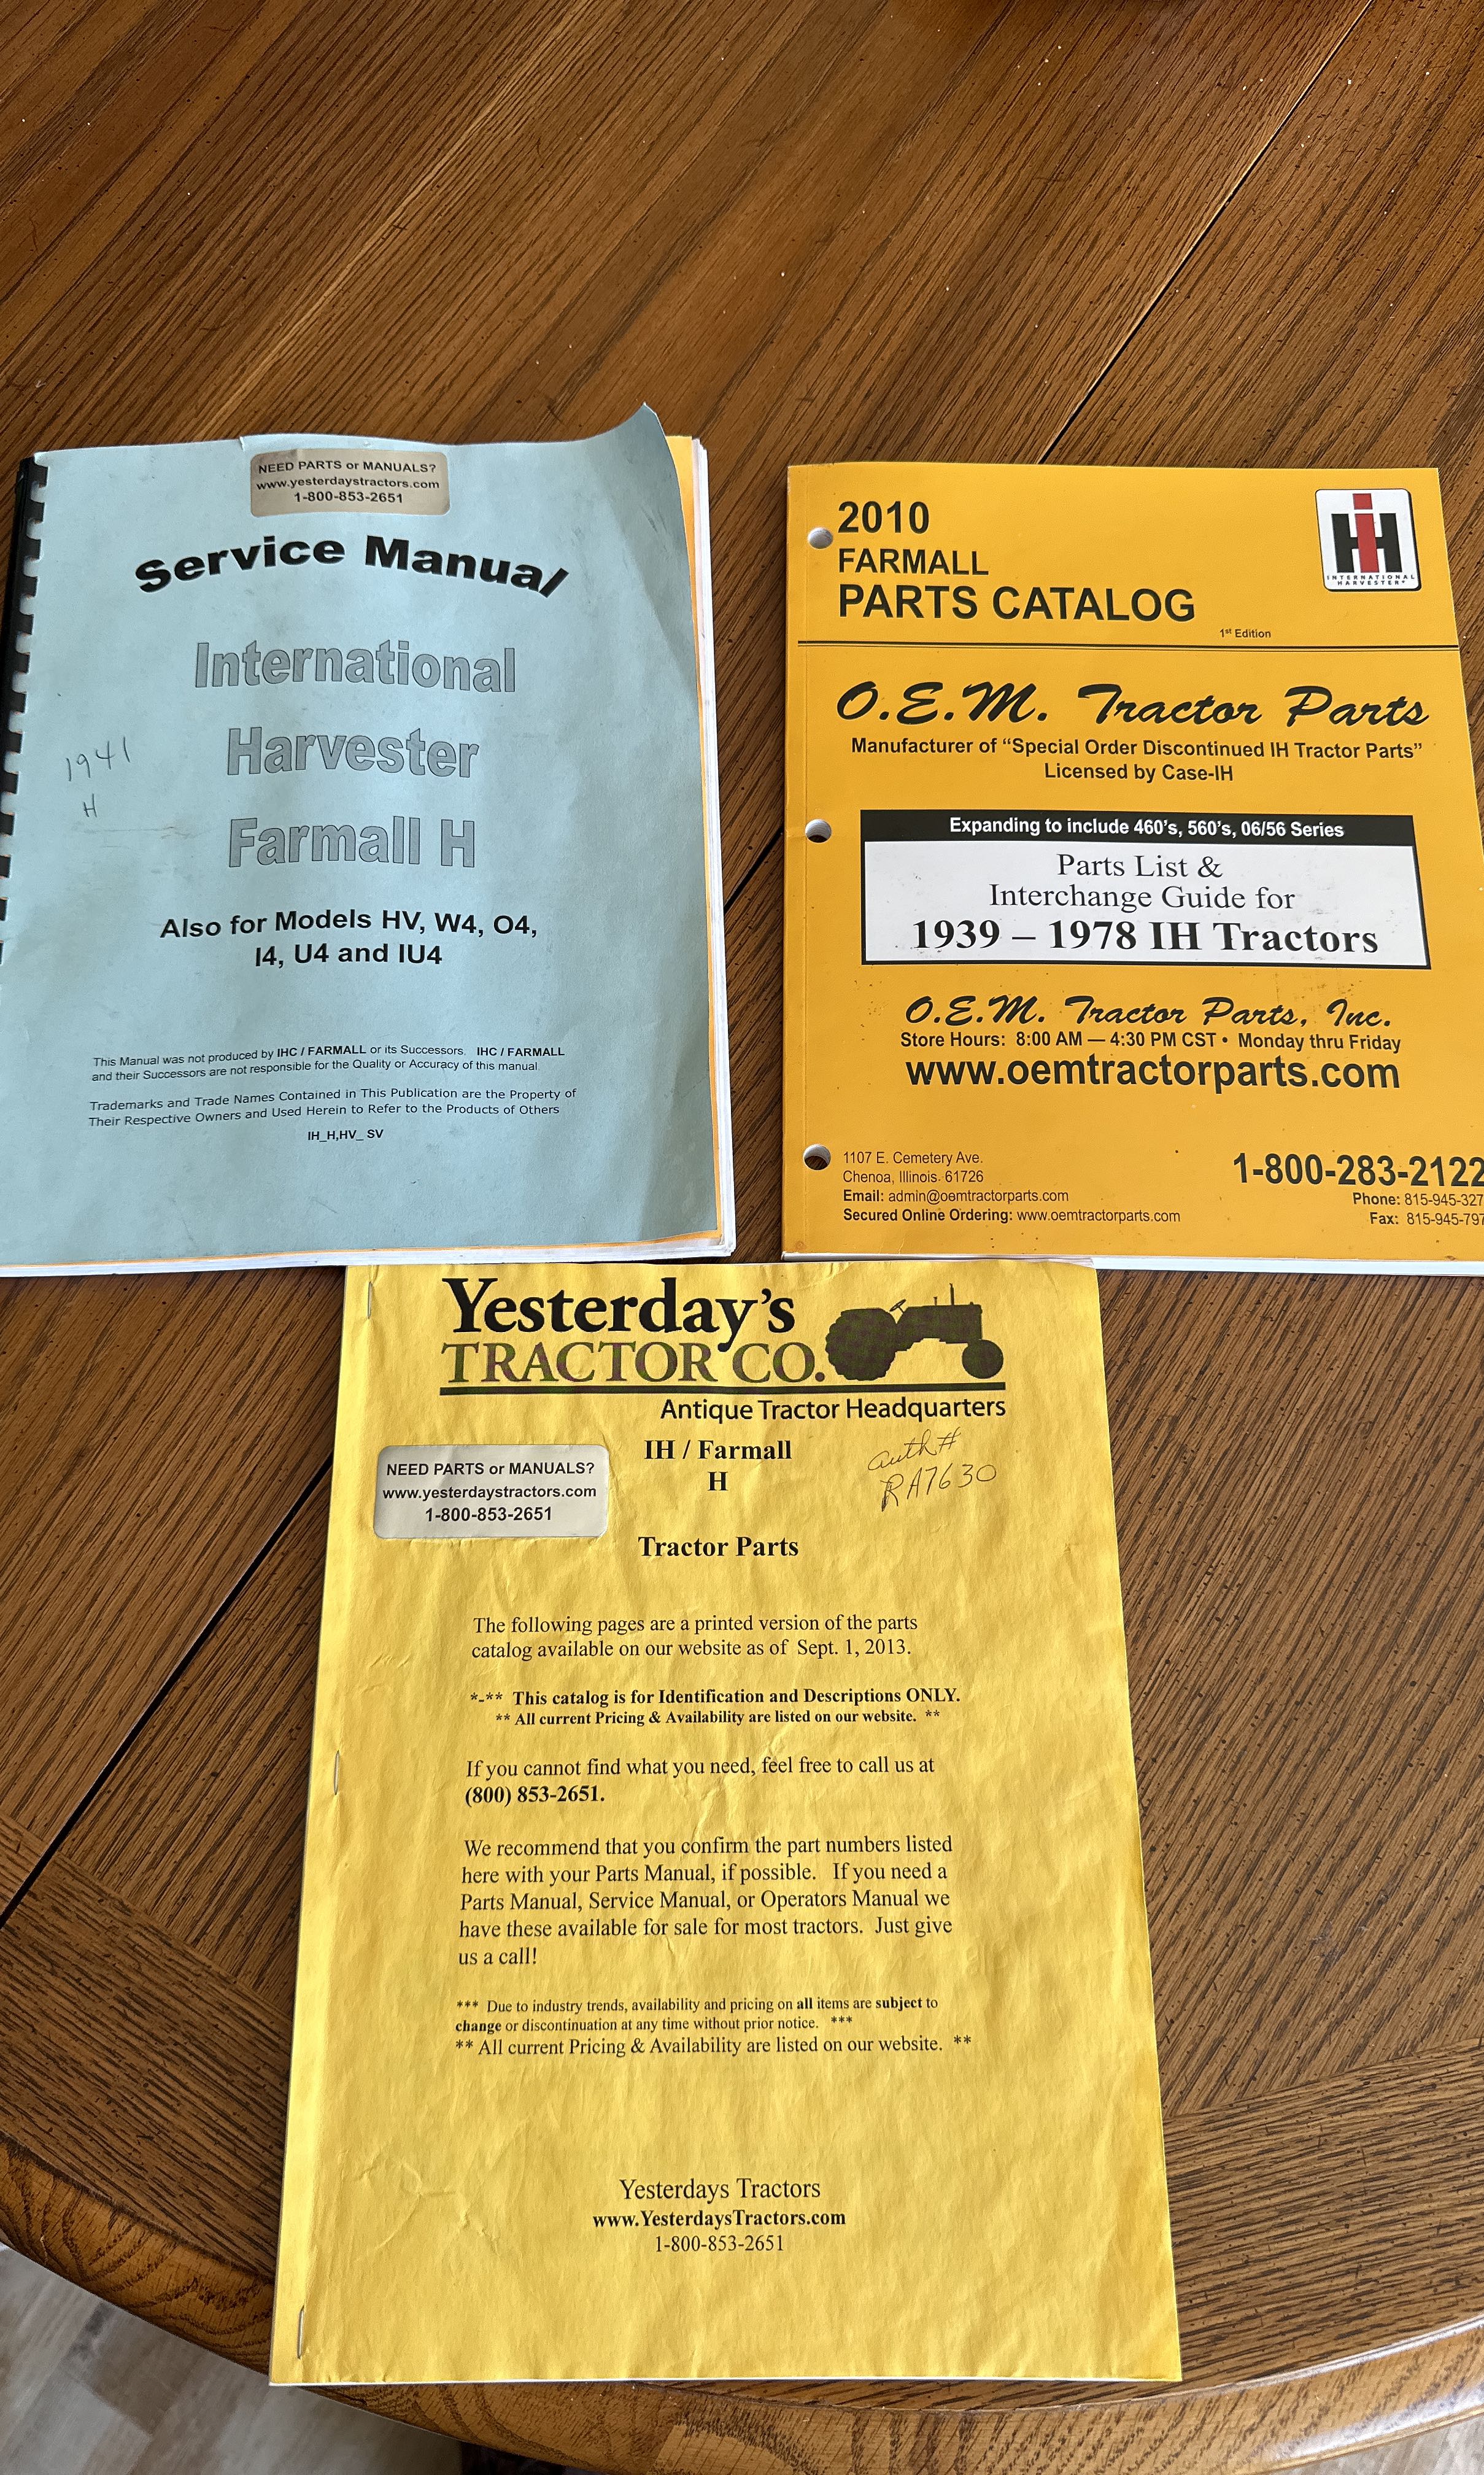 NEED PARTS or MANUALS?
www.yesterdaystractors.com
1-800-853-2651
Service Manual
International
Harvester
Farmall H
1941
H
Also for Models HV, W4, O4,
I4, U4 and IU4
This Manual was not produced by IHC / FARMALL or its Successors. IHC / FARMALL
and their Successors are not responsible for the Quality or Accuracy of this manual
Trademarks and Trade Names Contained in This Publication are the Property of
Their Respective Owners and Used Herein to Refer to the Products of Others
IH_H,HV_ SV
2010
FARMALL
PARTS CATALOG
1st Edition
IH
INTERNATIONAL
HARVESTER
O.E.M. Tractor Parts
Manufacturer of “Special Order Discontinued IH Tractor Parts”
Licensed by Case-IH
Expanding to include 460's, 560's, 06/56 Series
Parts List &
Interchange Guide for
1939 – 1978 IH Tractors
O.E.M. Tractor Parts, Inc.
Store Hours: 8:00 AM — 4:30 PM CST • Monday thru Friday
www.oemtractorparts.com
1107 E. Cemetery Ave.
Chenoa, Illinois 61726
Email: admin@oemtractorparts.com
Secured Online Ordering: www.oemtractorparts.com
1-800-283-2122
Phone: 815-945-327
Fax: 815-945-797
Yesterday's
TRACTOR CO.
Antique Tractor Headquarters
IH / Farmall
H
auth#
RA7630
NEED PARTS or MANUALS?
www.yesterdaystractors.com
1-800-853-2651
Tractor Parts
The following pages are a printed version of the parts
catalog available on our website as of Sept. 1, 2013.
*-** This catalog is for Identification and Descriptions ONLY.
** All current Pricing & Availability are listed on our website. **
If you cannot find what you need, feel free to call us at
(800) 853-2651.
We recommend that you confirm the part numbers listed
here with your Parts Manual, if possible. If you need a
Parts Manual, Service Manual, or Operators Manual we
have these available for sale for most tractors. Just give
us a call!
*** Due to industry trends, availability and pricing on all items are subject to
change or discontinuation at any time without prior notice. ***
** All current Pricing & Availability are listed on our website. **
Yesterdays Tractors
www.YesterdaysTractors.com
1-800-853-2651